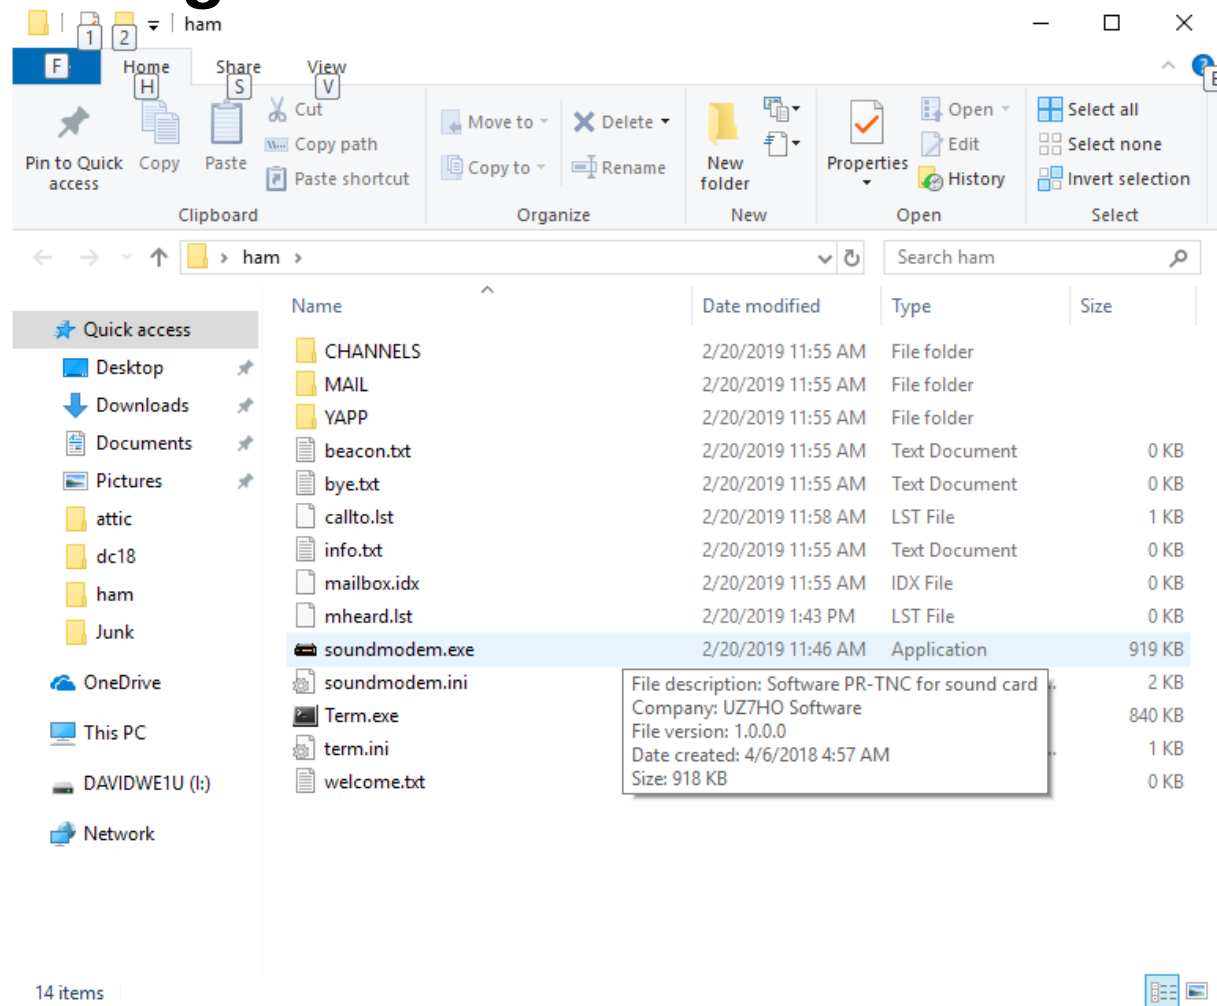 ham
1
2
F
Home
Share
View
H
S
V
E
Pin to Quick access
Copy
Paste
Cut
Copy path
Paste shortcut
Clipboard
Move to
Copy to
Delete
Rename
Organize
New folder
New
Properties
Open
Edit
History
Open
Select all
Select none
Invert selection
Select
ham
Search ham
Name Date modified Type Size
Quick access
Desktop
Downloads
Documents
Pictures
attic
dc18
ham
Junk
OneDrive
This PC
DAVIDWE1U (I:)
Network
CHANNELS 2/20/2019 11:55 AM File folder
MAIL 2/20/2019 11:55 AM File folder
YAPP 2/20/2019 11:55 AM File folder
beacon.txt 2/20/2019 11:55 AM Text Document 0 KB
bye.txt 2/20/2019 11:55 AM Text Document 0 KB
callto.lst 2/20/2019 11:58 AM LST File 1 KB
info.txt 2/20/2019 11:55 AM Text Document 0 KB
mailbox.idx 2/20/2019 11:55 AM IDX File 0 KB
mheard.lst 2/20/2019 1:43 PM LST File 0 KB
soundmodem.exe 2/20/2019 11:46 AM Application 919 KB
soundmodem.ini 2 KB
Term.exe 840 KB
term.ini 1 KB
welcome.txt 0 KB
File description: Software PR-TNC for sound card
Company: UZ7HO Software
File version: 1.0.0.0
Date created: 4/6/2018 4:57 AM
Size: 918 KB
14 items